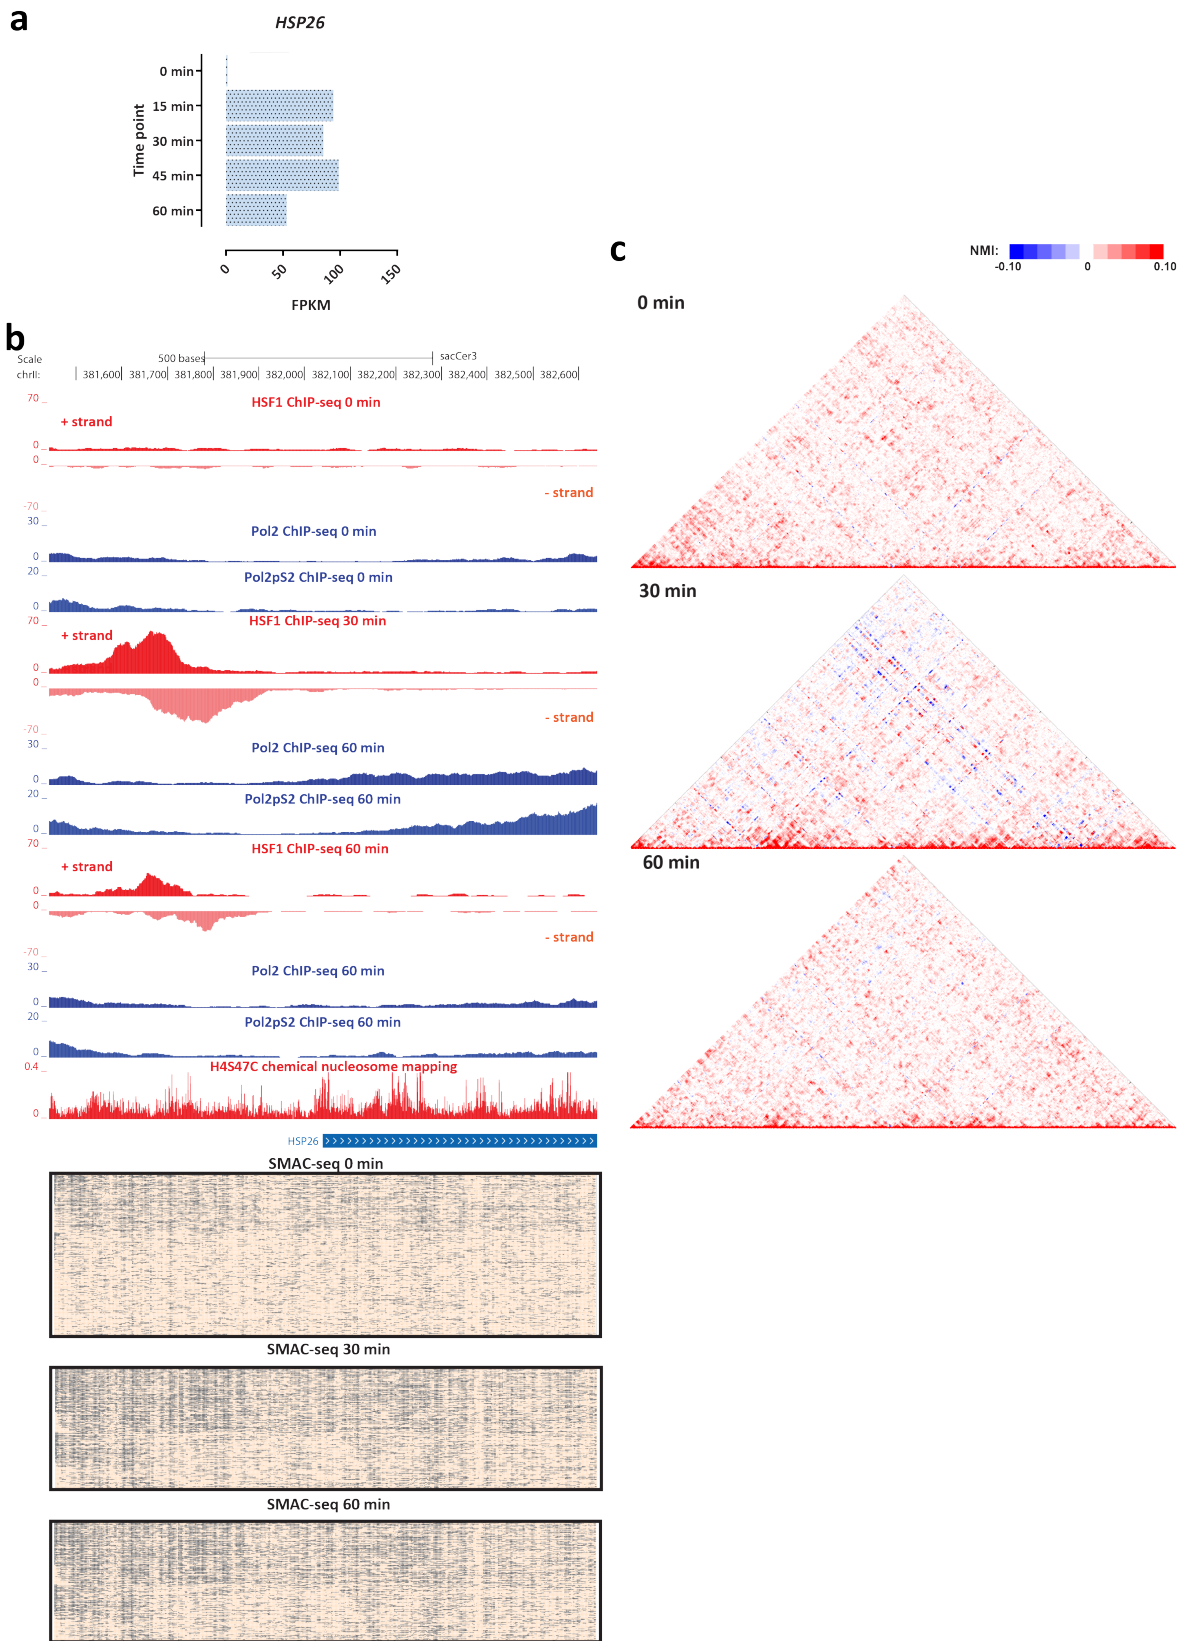 a
HSP26
Time point
0 min
15 min
30 min
45 min
60 min
0 50 100 150
FPKM
b
Scale
500 bases
sacCer3
chrII:
381,600 381,700 381,800 381,900 382,000 382,100 382,200 382,300 382,400 382,500 382,600
HSF1 ChIP-seq 0 min
70
+ strand
0
0
- strand
-70
Pol2 ChIP-seq 0 min
30
0
Pol2pS2 ChIP-seq 0 min
20
0
HSF1 ChIP-seq 30 min
70
+ strand
0
0
- strand
-70
Pol2 ChIP-seq 60 min
30
0
Pol2pS2 ChIP-seq 60 min
20
0
HSF1 ChIP-seq 60 min
70
+ strand
0
0
- strand
-70
Pol2 ChIP-seq 60 min
30
0
Pol2pS2 ChIP-seq 60 min
20
0
H4S47C chemical nucleosome mapping
0.4
0
HSP26
SMAC-seq 0 min
SMAC-seq 30 min
SMAC-seq 60 min
c
NMI:
-0.10 0 0.10
0 min
30 min
60 min